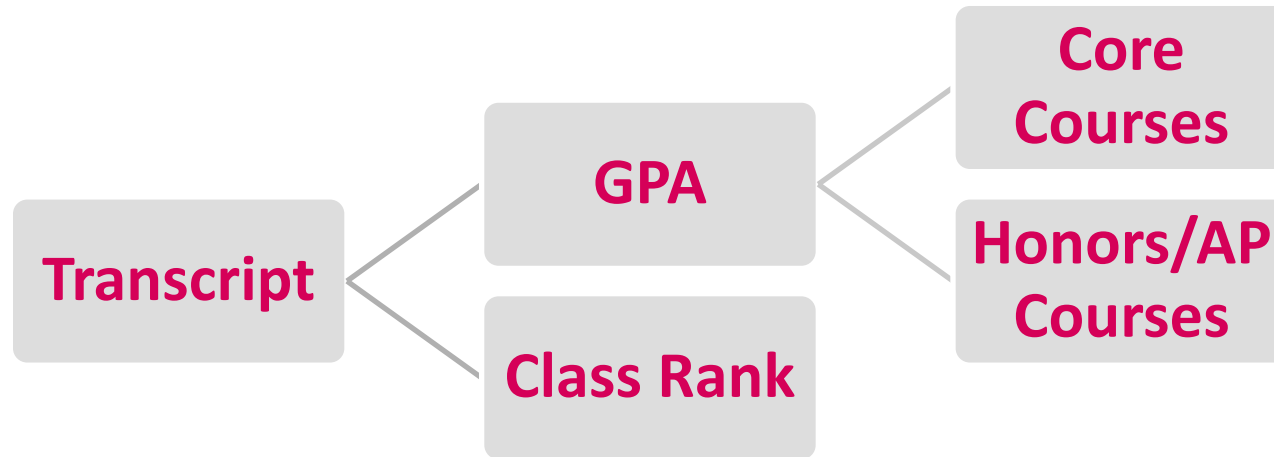 Transcript
GPA
Class Rank
Core
Courses
Honors/AP
Courses